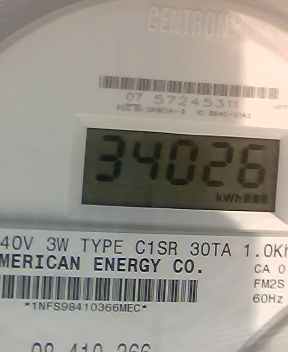 CENTRON®
07 57245311
34026
kWh
40V 3W TYPE C1SR 30TA 1.0Kh
MERICAN ENERGY CO.
CA 0
FM2S
60Hz
*1NFS98410366MEC*
98 410 366